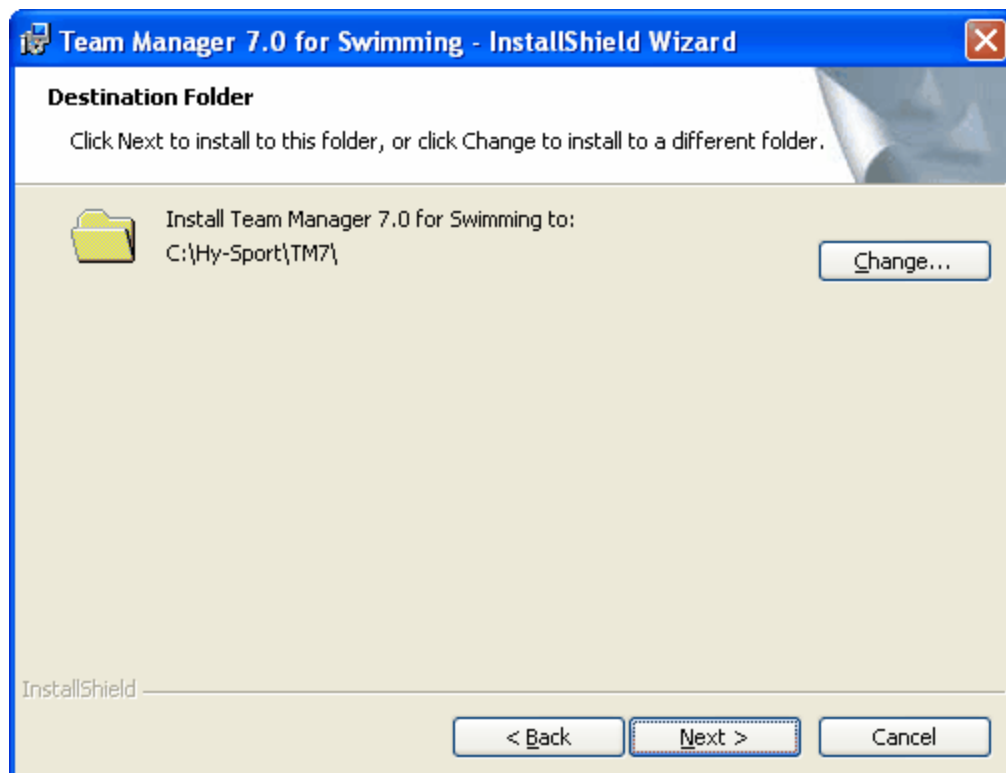 Team Manager 7.0 for Swimming - InstallShield Wizard
Destination Folder
Click Next to install to this folder, or click Change to install to a different folder.
Install Team Manager 7.0 for Swimming to:
C:\Hy-Sport\TM7\
Change...
InstallShield
< Back
Next >
Cancel